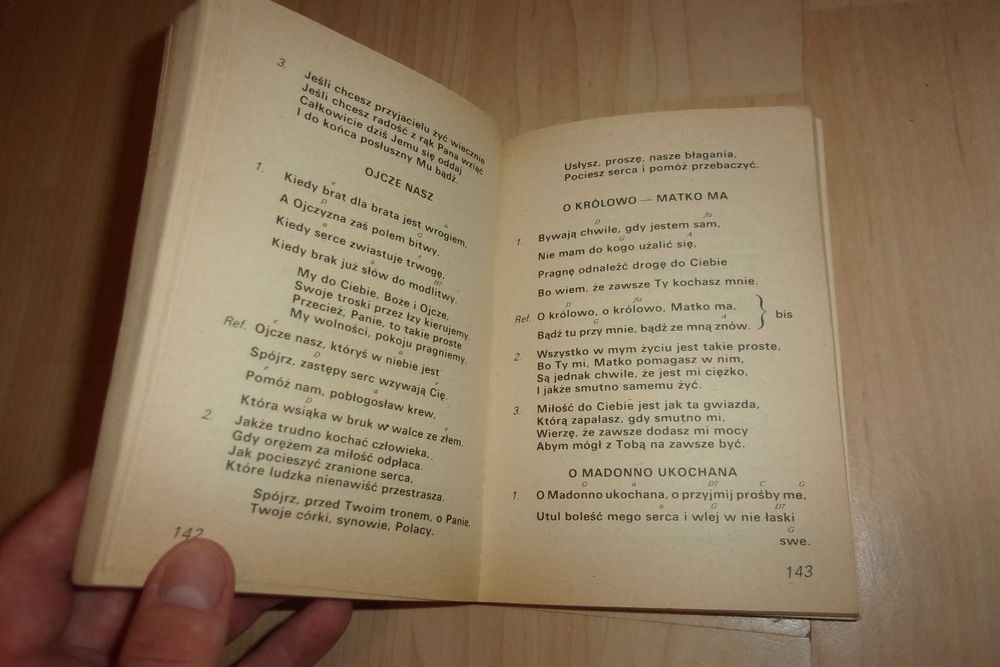 3. Jeśli chcesz przyjacielu żyć wiecznie
Jeśli chcesz radość z rąk Pana wziąć
Całkowicie dziś Jemu się oddaj
I do końca posłuszny Mu bądź.
OJCZE NASZ
e a
1. Kiedy brat dla brata jest wrogiem,
D G
A Ojczyzna zaś polem bitwy,
a
Kiedy serce zwiastuje trwogę,
a H7
Kiedy brak już słów do modlitwy.
My do Ciebie, Boże i Ojcze,
Swoje troski przez łzy kierujemy.
Przecież, Panie, to takie proste
My wolności, pokoju pragniemy.
e a
Ref. Ojcze nasz, któryś w niebie jest
D G
Spójrz, zastępy serc wzywają Cię.
e a
Pomóż nam, pobłogosław krew,
D e
Która wsiąka w bruk w walce ze złem.
2. Jakże trudno kochać człowieka,
Gdy orężem za miłość odpłaca.
Jak pocieszyć zranione serca,
Które ludzka nienawiść przestrasza.
Spójrz, przed Twoim tronem, o Panie,
Twoje córki, synowie, Polacy.
142
Usłysz, proszę, nasze błagania,
Pociesz serca i pomóż przebaczyć.
O KRÓLOWO — MATKO MA
D fis
1. Bywają chwile, gdy jestem sam,
G A
Nie mam do kogo użalić się,
Pragnę odnaleźć drogę do Ciebie
Bo wiem, że zawsze Ty kochasz mnie.
D fis
Ref. O królowo, o królowo, Matko ma, } bis
G A
Bądź tu przy mnie, bądź ze mną znów.
2. Wszystko w mym życiu jest takie proste,
Bo Ty mi, Matko pomagasz w nim,
Są jednak chwile, że jest mi ciężko,
I jakże smutno samemu żyć.
3. Miłość do Ciebie jest jak ta gwiazda,
Którą zapalasz, gdy smutno mi,
Wierzę, że zawsze dodasz mi mocy
Abym mógł z Tobą na zawsze być.
O MADONNO UKOCHANA
G a D7 C G
1. O Madonno ukochana, o przyjmij prośby me,
a G D7
Utul boleść mego serca i wlej w nie łaski
G
swe.
143